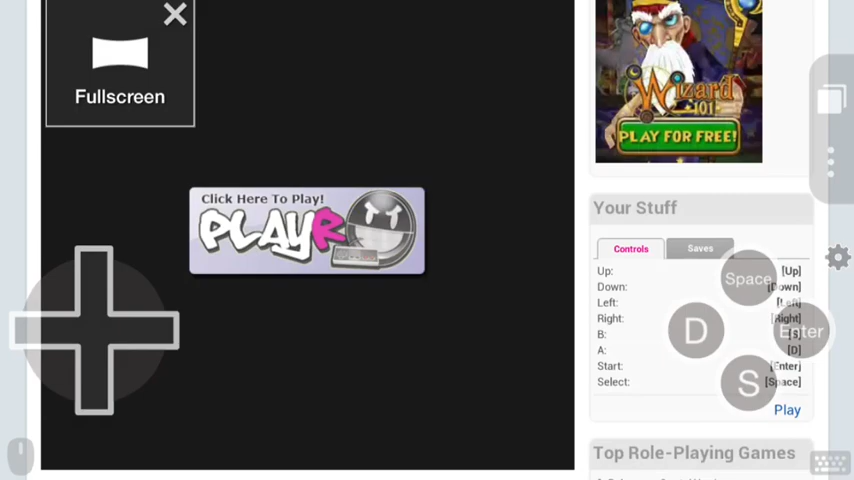 Fullscreen
Click Here To Play!
PLAYR
Wizard
101
PLAY FOR FREE!
Your Stuff
Controls
Saves
Up: [Up]
Down: [Down]
Left: [Left]
Right: [Right]
B: [S]
A: [D]
Start: [Enter]
Select: [Space]
Play
Space
D
Enter
S
Top Role-Playing Games